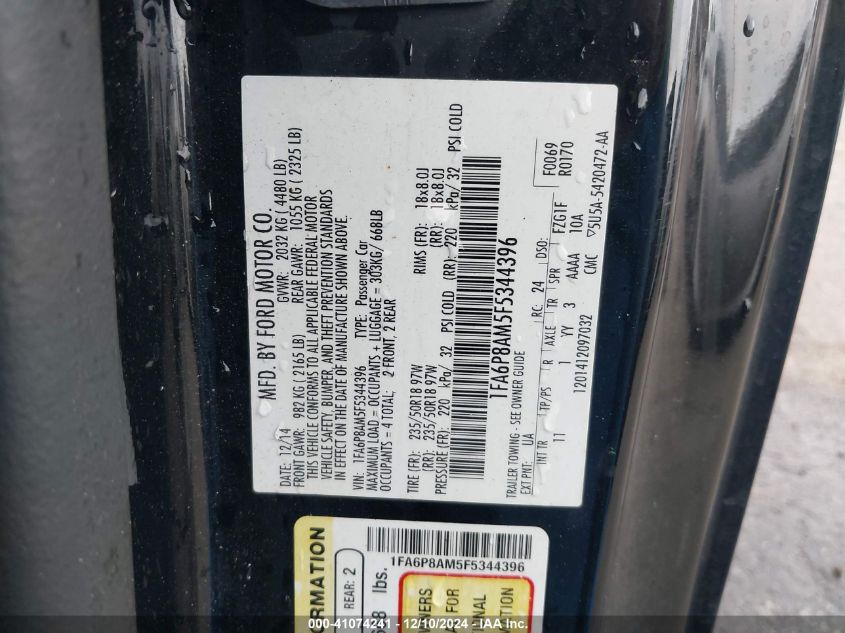 MFD. BY FORD MOTOR CO.
DATE: 12/14 GVWR: 2032 KG ( 4480 LB)
FRONT GAWR: 982 KG ( 2165 LB) REAR GAWR: 1055 KG ( 2325 LB)
THIS VEHICLE CONFORMS TO ALL APPLICABLE FEDERAL MOTOR
VEHICLE SAFETY, BUMPER, AND THEFT PREVENTION STANDARDS
IN EFFECT ON THE DATE OF MANUFACTURE SHOWN ABOVE.
VIN: 1FA6P8AM5F5344396 TYPE: Passenger Car
MAXIMUM LOAD = OCCUPANTS + LUGGAGE = 303KG/ 668LB
OCCUPANTS = 4 TOTAL: 2 FRONT, 2 REAR
TIRE (FR): 235/50R18 97W RIMS (FR): 18x8.0J
(RR): 235/50R18 97W (RR): 18x8.0J
PRESSURE (FR): 220 kPa/ 32 PSI COLD (RR): 220 kPa/ 32 PSI COLD
1FA6P8AM5F5344396
TRAILER TOWING - SEE OWNER GUIDE
F0069
EXT PNT: UA RC: 24 DSO: R0170
INT TR TP/PS R AXLE TR SPR FZG1F
11 1 YY 3 AAAA 10A
1201412097032 CMC ▽5U5A-5420472-AA
ORMATION
REAR: 2
lbs.
1FA6P8AM5F5344396
000-41074241 - 12/10/2024 - IAA Inc.